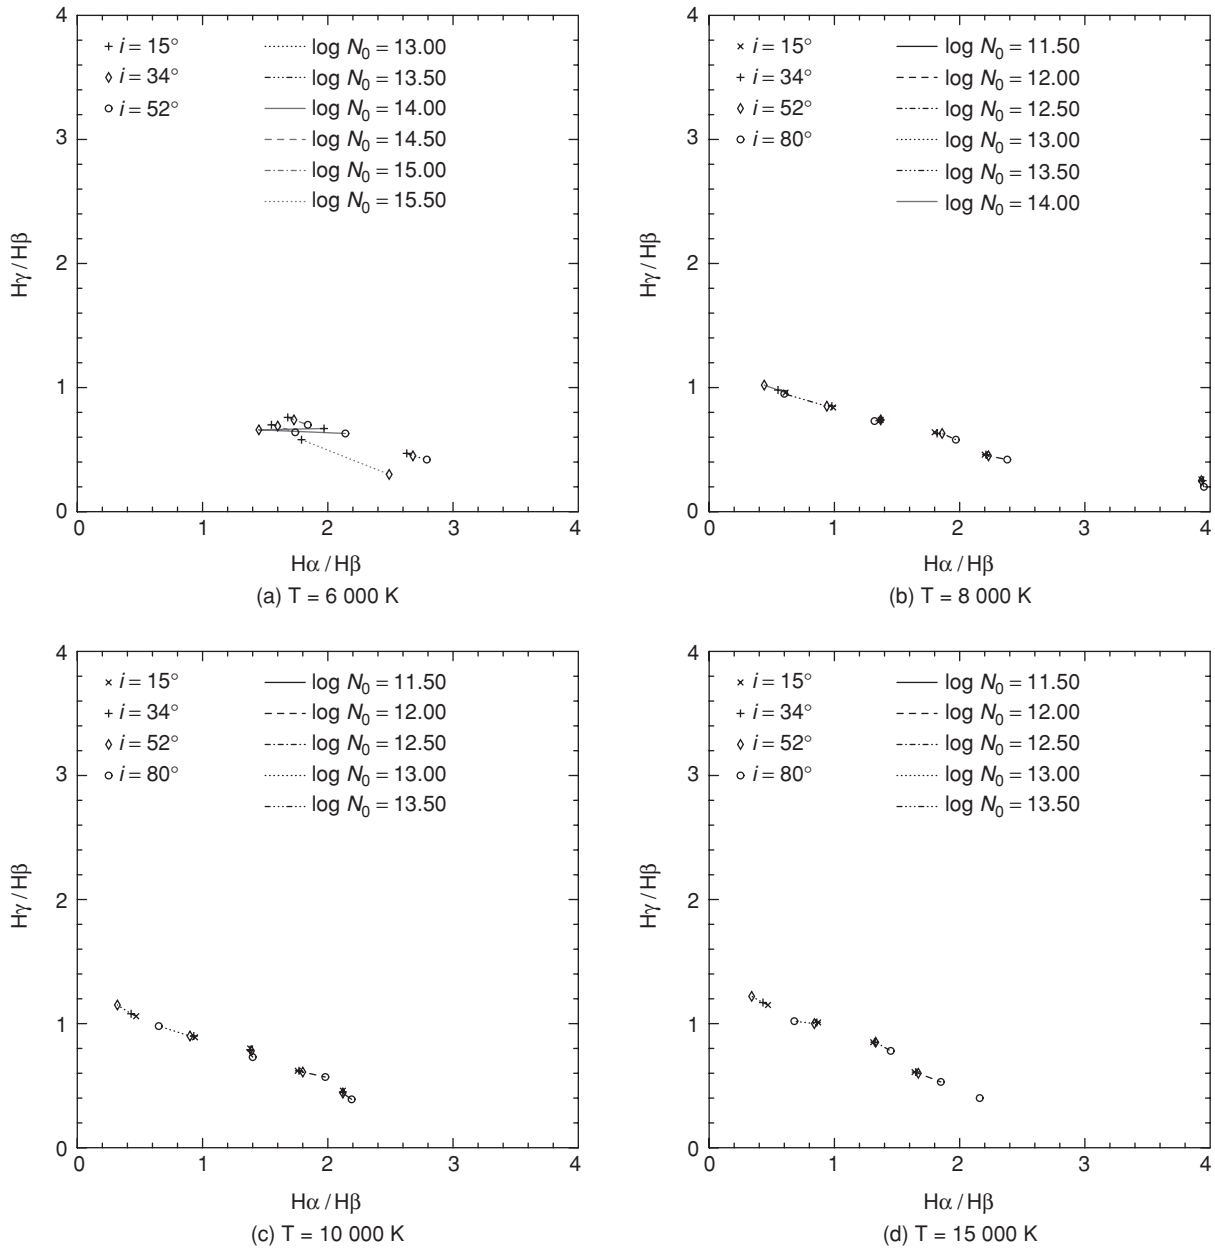 4
3
2
1
0
0 1 2 3 4
Hγ / Hβ
Hα / Hβ
i = 15°
i = 34°
i = 52°
log N0 = 13.00
log N0 = 13.50
log N0 = 14.00
log N0 = 14.50
log N0 = 15.00
log N0 = 15.50
(a) T = 6 000 K
4
3
2
1
0
0 1 2 3 4
Hγ / Hβ
Hα / Hβ
i = 15°
i = 34°
i = 52°
i = 80°
log N0 = 11.50
log N0 = 12.00
log N0 = 12.50
log N0 = 13.00
log N0 = 13.50
log N0 = 14.00
(b) T = 8 000 K
4
3
2
1
0
0 1 2 3 4
Hγ / Hβ
Hα / Hβ
i = 15°
i = 34°
i = 52°
i = 80°
log N0 = 11.50
log N0 = 12.00
log N0 = 12.50
log N0 = 13.00
log N0 = 13.50
(c) T = 10 000 K
4
3
2
1
0
0 1 2 3 4
Hγ / Hβ
Hα / Hβ
i = 15°
i = 34°
i = 52°
i = 80°
log N0 = 11.50
log N0 = 12.00
log N0 = 12.50
log N0 = 13.00
log N0 = 13.50
(d) T = 15 000 K